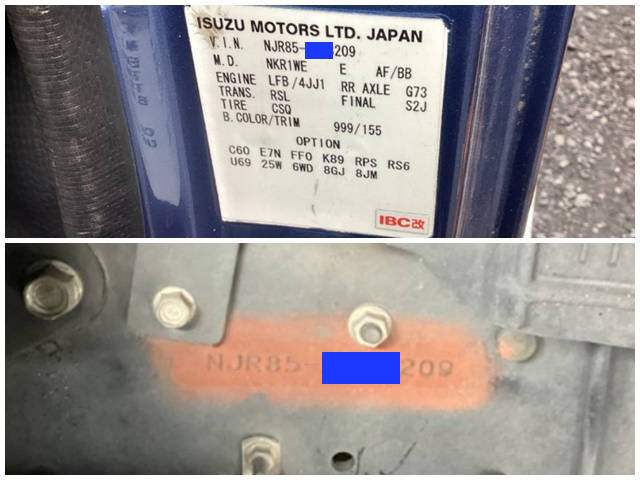 ISUZU MOTORS LTD. JAPAN
V.I.N. NJR85- 209
M.D. NKR1WE E AF/BB
ENGINE LFB/4JJ1 RR AXLE G73
TRANS. RSL FINAL S2J
TIRE CSQ
B.COLOR/TRIM 999/155
OPTION
C60 E7N FF0 K89 RPS RS6
U69 25W 6WD 8GJ 8JM
IBC改
NJR85- 209